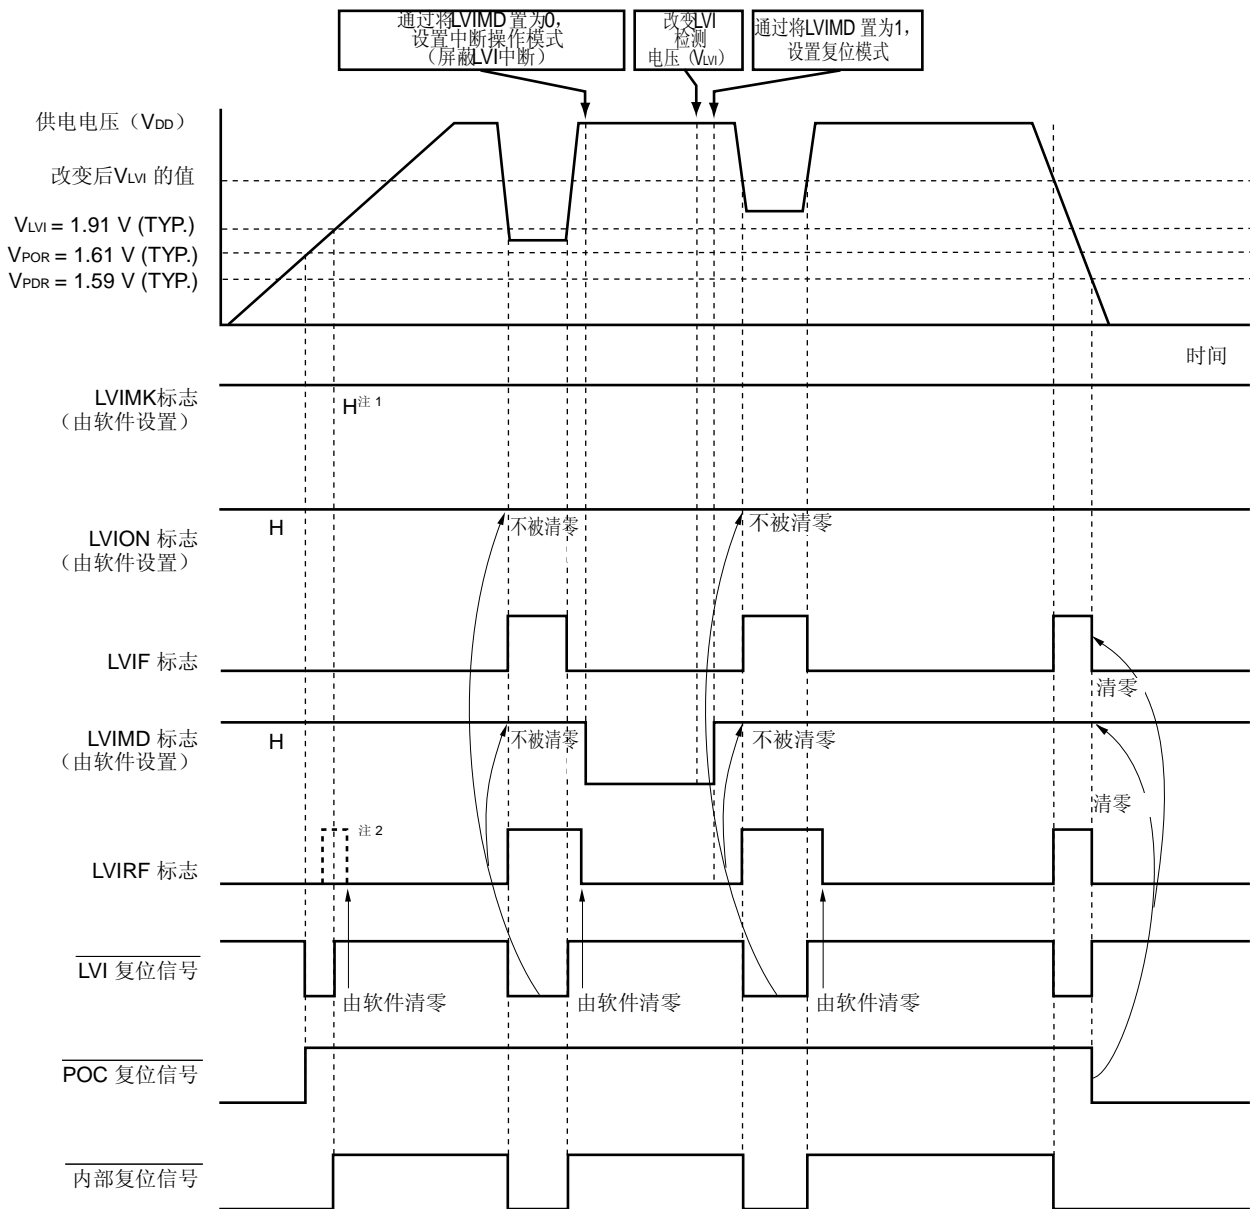 通过将LVIMD 置为0，
设置中断操作模式
（屏蔽LVI中断）
改变LVI
检测
电压（VLVI）
通过将LVIMD 置为1，
设置复位模式
供电电压（VDD）
改变后VLVI 的值
VLVI = 1.91 V (TYP.)
VPOR = 1.61 V (TYP.)
VPDR = 1.59 V (TYP.)
时间
LVIMK标志
（由软件设置）
H注 1
LVION 标志
（由软件设置）
H
不被清零
不被清零
LVIF 标志
清零
LVIMD 标志
（由软件设置）
H
不被清零
不被清零
清零
LVIRF 标志
注 2
LVI 复位信号
由软件清零
由软件清零
由软件清零
POC 复位信号
内部复位信号